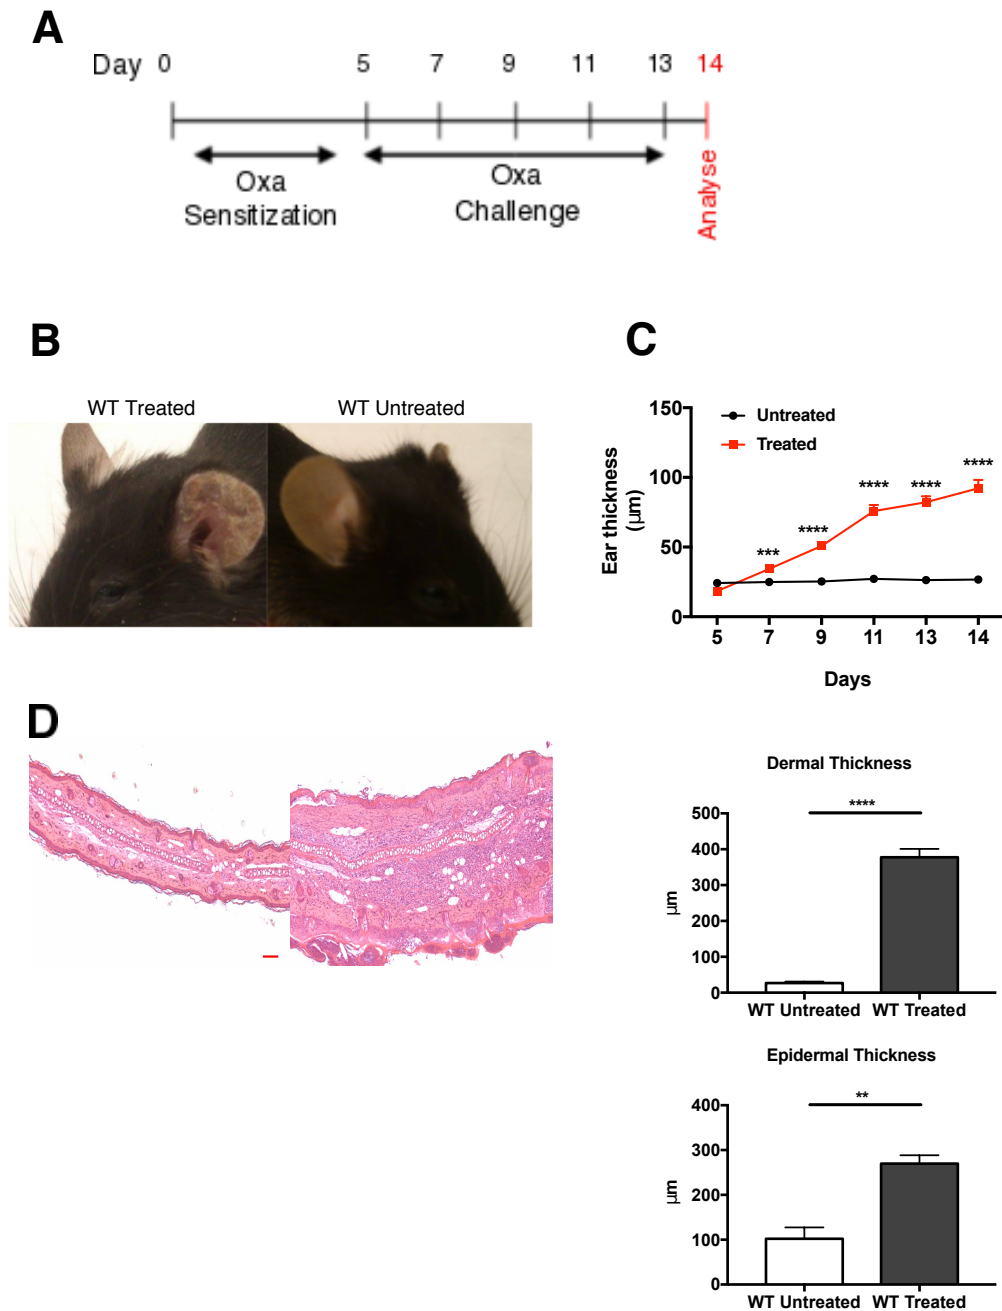 A
Day 0 5 7 9 11 13 14
Oxa
Sensitization
Oxa
Challenge
Analyse
B
WT Treated WT Untreated
C
150
100
50
0
Ear thickness
(μm)
Untreated
Treated
***
****
****
****
****
5 7 9 11 13 14
Days
D
Dermal Thickness
****
500
400
300
200
100
0
μm
WT Untreated WT Treated
Epidermal Thickness
**
400
300
200
100
0
μm
WT Untreated WT Treated